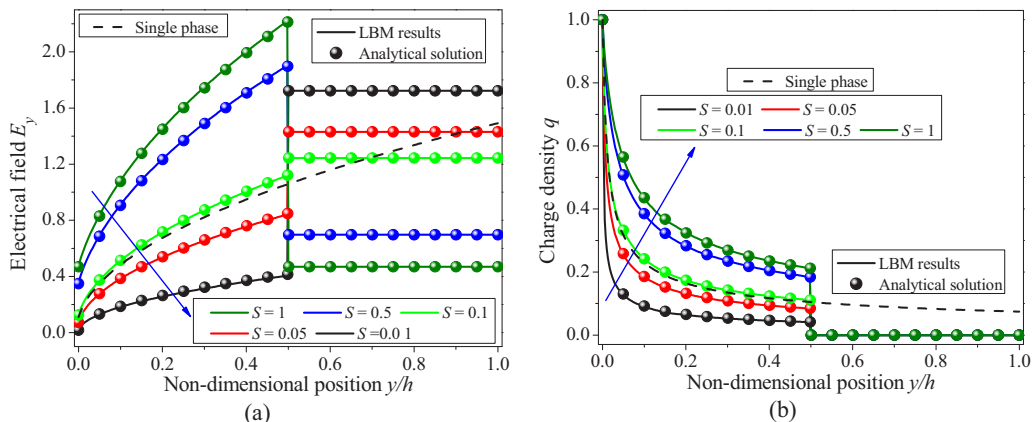 (a)
2.2
1.8
1.4
1.2
0.8
0.4
0.0
Electrical field E_y
Single phase
LBM results
Analytical solution
S = 1
S = 0.5
S = 0.1
S = 0.05
S =0.0 1
0.0 0.2 0.4 0.6 0.8 1.0
Non-dimensional position y/h
(a)
(b)
1.0
0.8
0.6
0.4
0.2
0.0
Charge density q
Single phase
S = 0.01
S = 0.05
S = 0.1
S = 0.5
S = 1
LBM results
Analytical solution
0.0 0.2 0.4 0.6 0.8 1.0
Non-dimensional position y/h
(b)